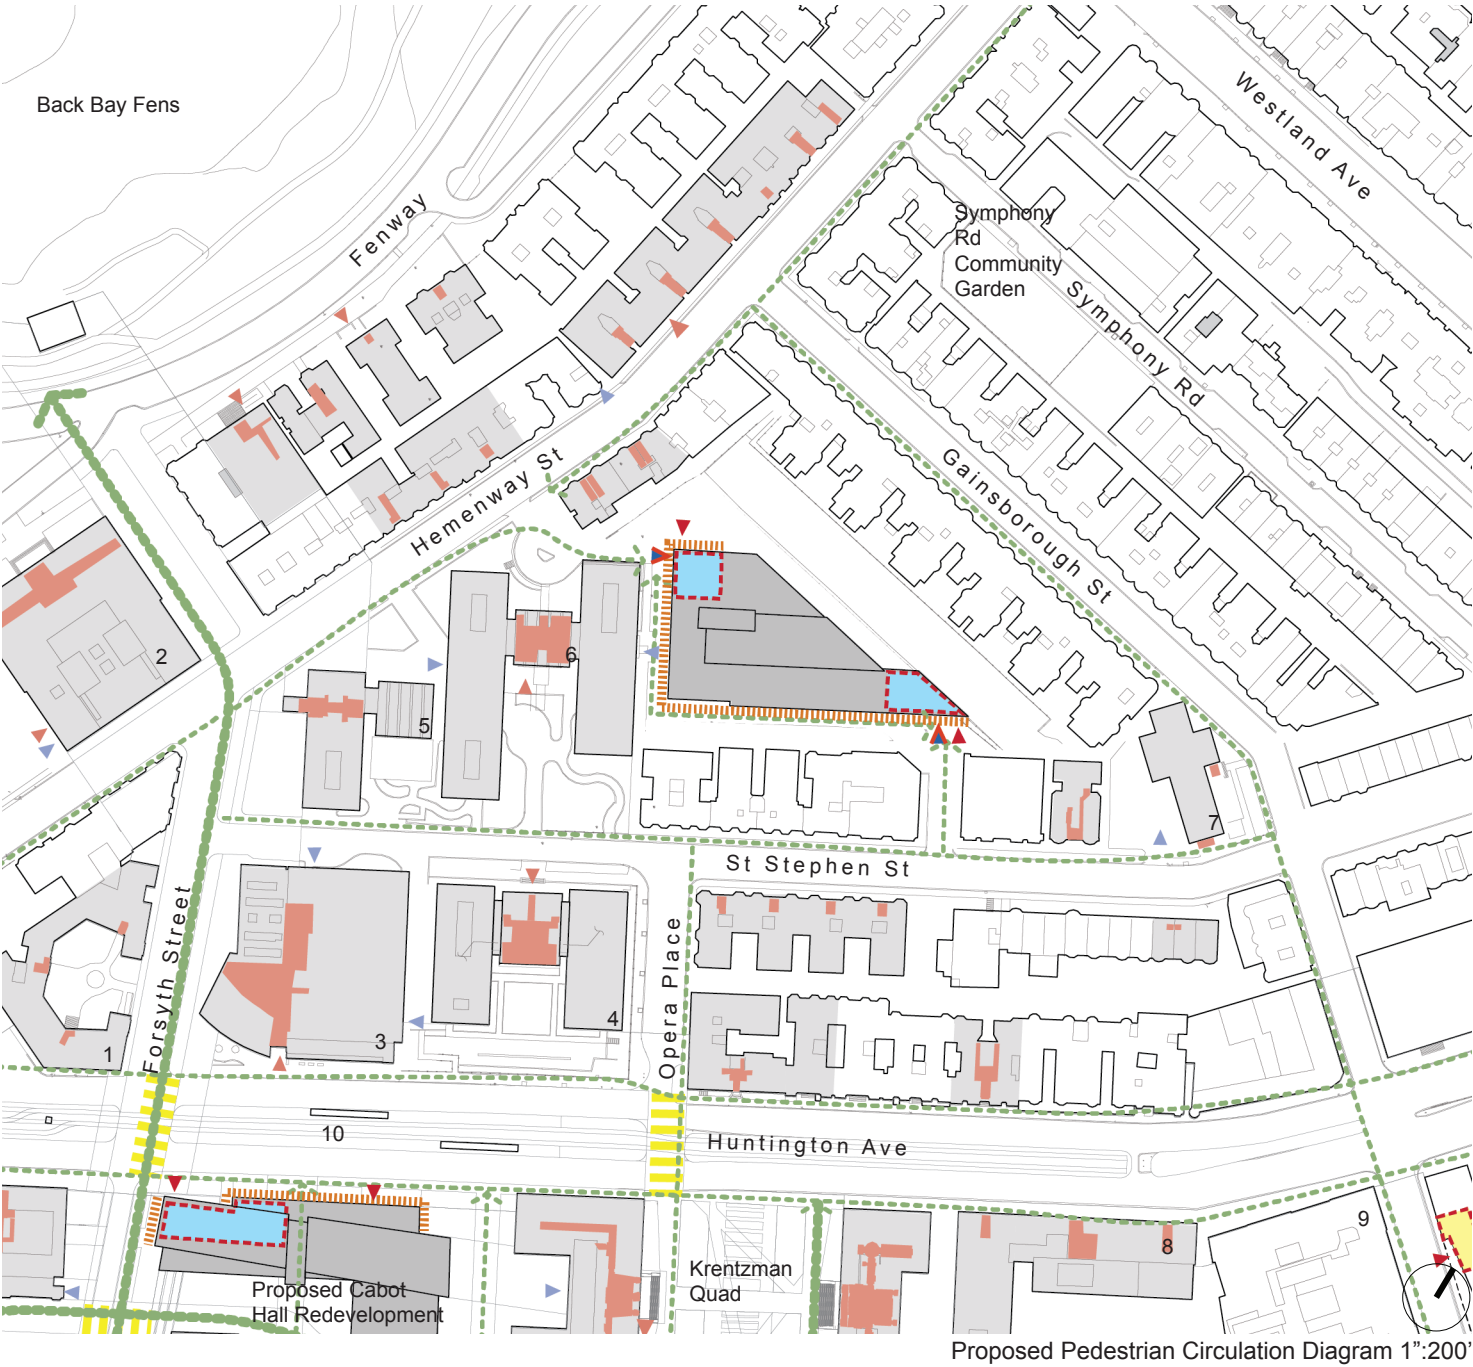 Back Bay Fens
Westland Ave
Fenway
Symphony
Rd
Community
Garden
Symphony Rd
Gainsborough St
Hemenway St
2
6
5
7
St Stephen St
Forsyth Street
Opera Place
4
3
1
10
Huntington Ave
9
8
Krentzman
Quad
Proposed Cabot
Hall Redevelopment
Proposed Pedestrian Circulation Diagram 1”:200’